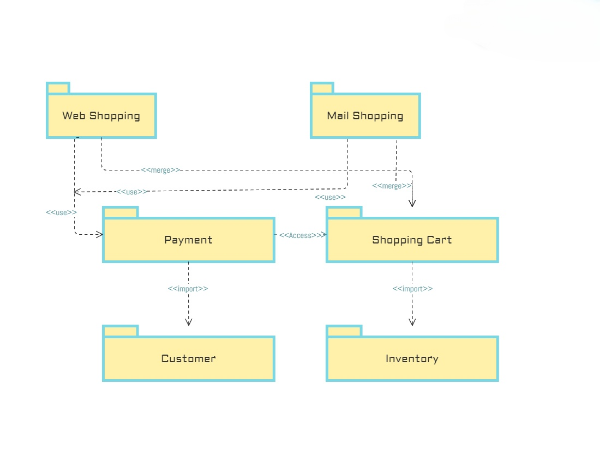 Web Shopping
Mail Shopping
<<merge>>
<<merge>>
<<use>>
<<use>>
<<use>>
Payment
<<Access>>
Shopping Cart
<<import>>
<<import>>
Customer
Inventory